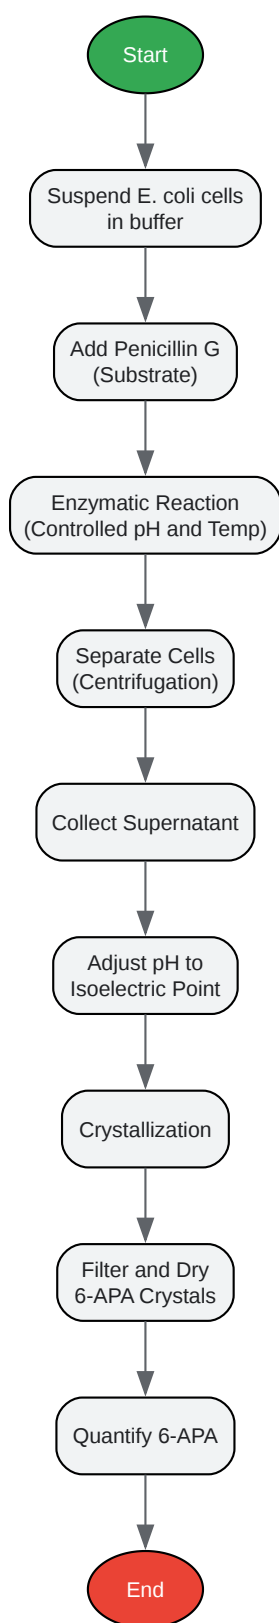 Start
Suspend E. coli cells
in buffer
Add Penicillin G
(Substrate)
Enzymatic Reaction
(Controlled pH and Temp)
Separate Cells
(Centrifugation)
Collect Supernatant
Adjust pH to
Isoelectric Point
Crystallization
Filter and Dry
6-APA Crystals
Quantify 6-APA
End